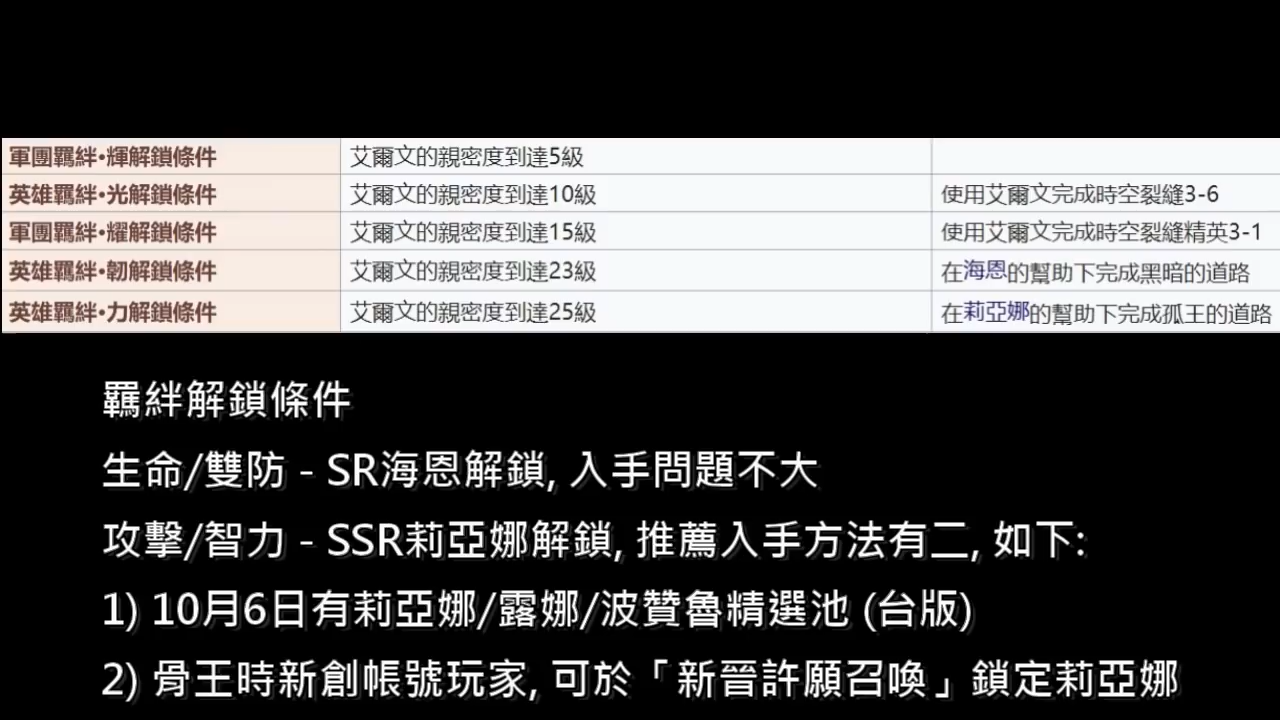 軍團羈絆•輝解鎖條件 艾爾文的親密度到達5級
英雄羈絆•光解鎖條件 艾爾文的親密度到達10級 使用艾爾文完成時空裂縫3-6
軍團羈絆•耀解鎖條件 艾爾文的親密度到達15級 使用艾爾文完成時空裂縫精英3-1
英雄羈絆•韌解鎖條件 艾爾文的親密度到達23級 在海恩的幫助下完成黑暗的道路
英雄羈絆•力解鎖條件 艾爾文的親密度到達25級 在莉亞娜的幫助下完成孤王的道路
羈絆解鎖條件
生命/雙防 - SR海恩解鎖, 入手問題不大
攻擊/智力 - SSR莉亞娜解鎖, 推薦入手方法有二, 如下:
1) 10月6日有莉亞娜/露娜/波贊魯精選池 (台版)
2) 骨王時新創帳號玩家, 可於「新晉許願召喚」鎖定莉亞娜